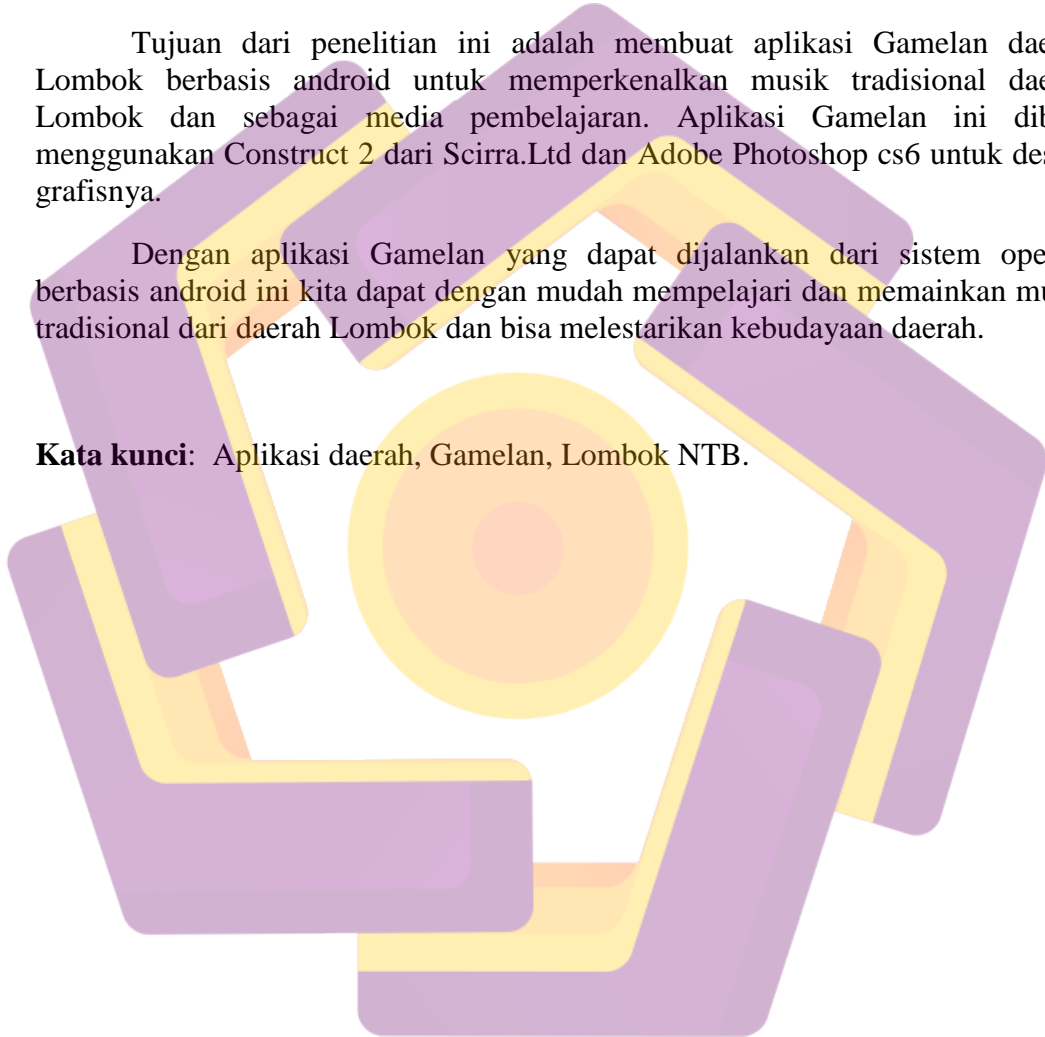 Tujuan dari penelitian ini adalah membuat aplikasi Gamelan dae
Lombok berbasis android untuk memperkenalkan musik tradisional dae
Lombok dan sebagai media pembelajaran. Aplikasi Gamelan ini dib
menggunakan Construct 2 dari Scirra.Ltd dan Adobe Photoshop cs6 untuk des
grafisnya.
Dengan aplikasi Gamelan yang dapat dijalankan dari sistem ope
berbasis android ini kita dapat dengan mudah mempelajari dan memainkan mu
tradisional dari daerah Lombok dan bisa melestarikan kebudayaan daerah.
Kata kunci: Aplikasi daerah, Gamelan, Lombok NTB.